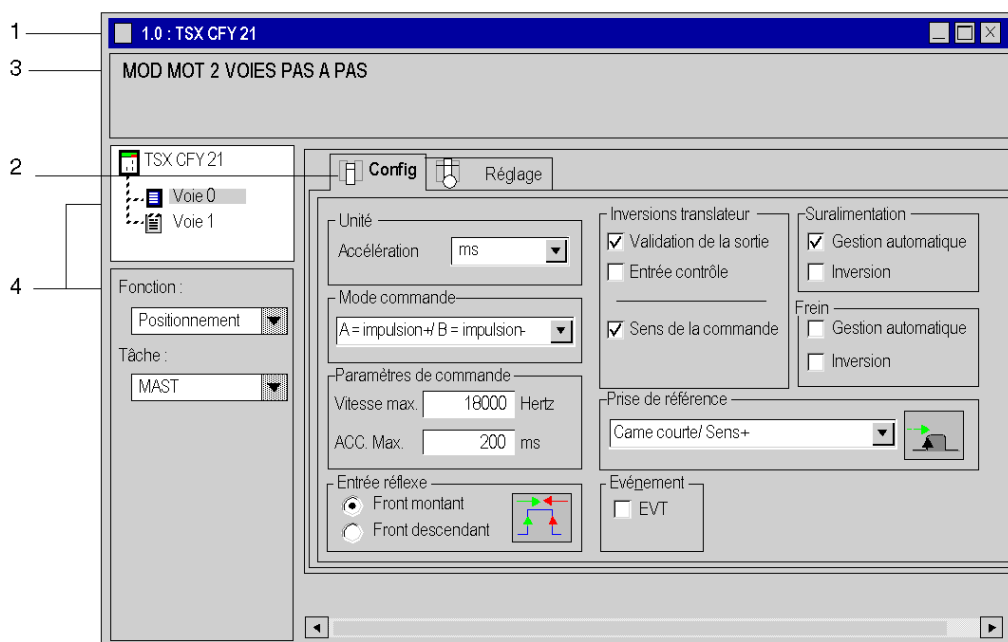 1
1.0 : TSX CFY 21
3
MOD MOT 2 VOIES PAS A PAS
2
TSX CFY 21
Voie 0
Voie 1
4
Fonction :
Positionnement
Tâche :
MAST
Config
Réglage
Unité
Accélération
ms
Mode commande
A = impulsion+/ B = impulsion-
Paramètres de commande
Vitesse max.
18000
Hertz
ACC. Max.
200
ms
Entrée réflexe
Front montant
Front descendant
Inversions translateur
Validation de la sortie
Entrée contrôle
Sens de la commande
Suralimentation
Gestion automatique
Inversion
Frein
Gestion automatique
Inversion
Prise de référence
Came courte/ Sens+
Evénement
EVT